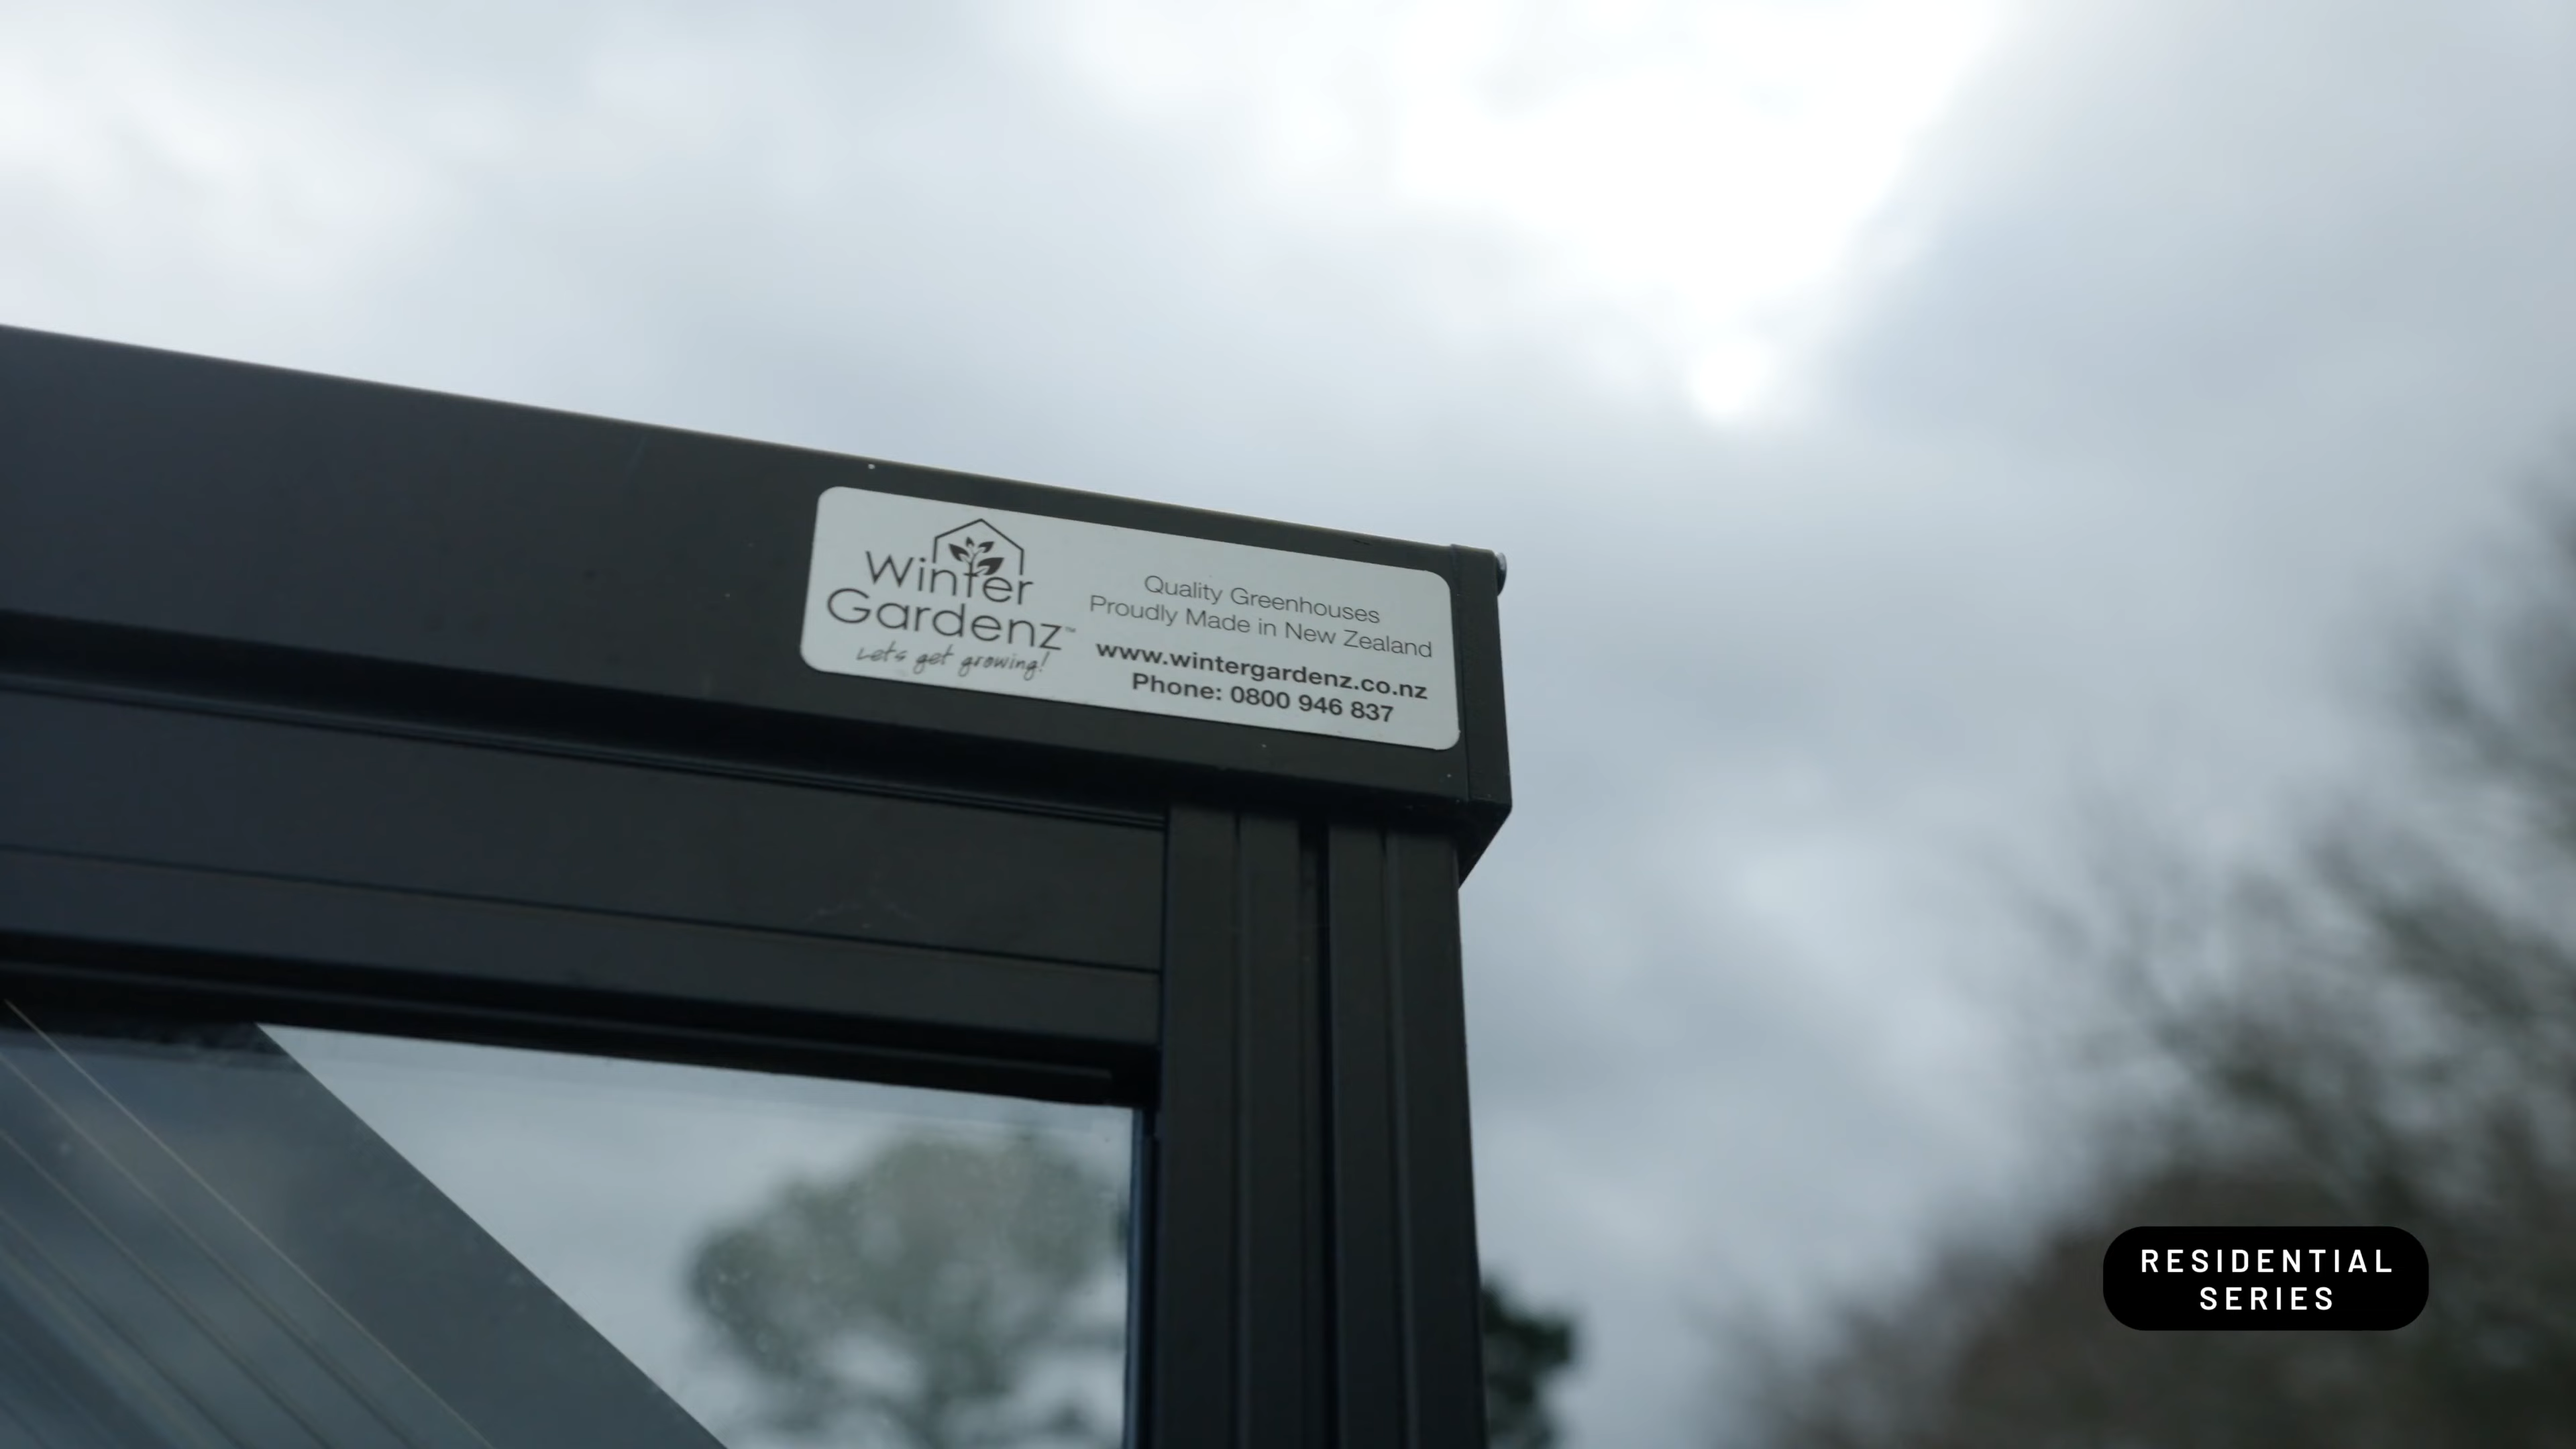 Winter
Gardenz™
Let's get growing!
Quality Greenhouses
Proudly Made in New Zealand
www.wintergardenz.co.nz
Phone: 0800 946 837
RESIDENTIAL
SERIES